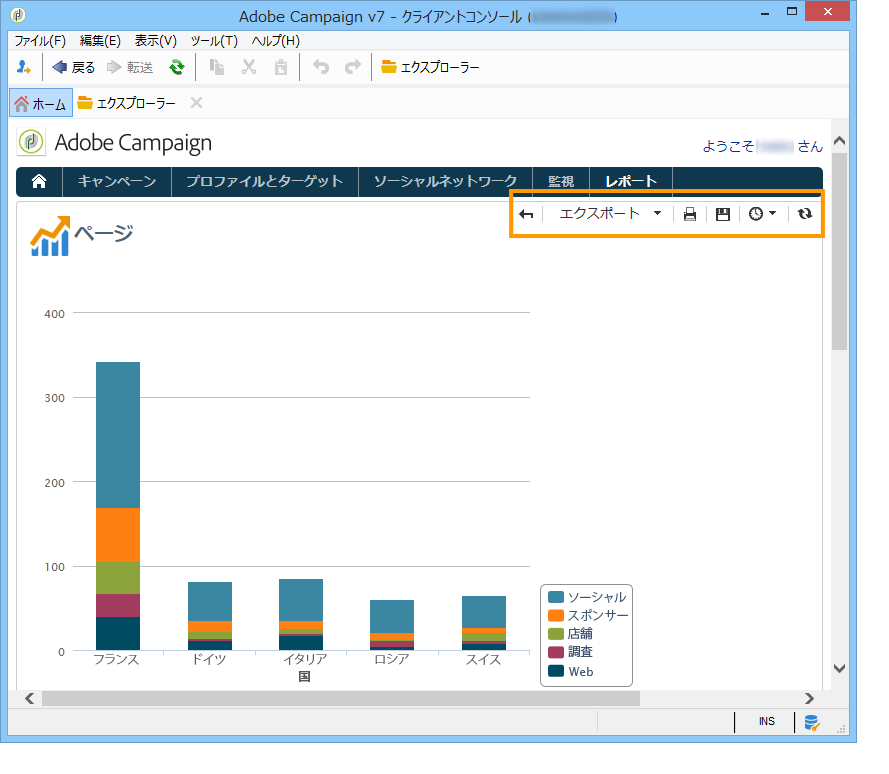 Adobe Campaign v7 - クライアントコンソール ( )
ファイル(F) 編集(E) 表示(V) ツール(T) ヘルプ(H)
戻る 転送 エクスプローラー
ホーム エクスプローラー
Adobe Campaign
ようこそ さん
キャンペーン プロファイルとターゲット ソーシャルネットワーク 監視 レポート
エクスポート
ページ
400
300
200
100
0
フランス ドイツ イタリア ロシア スイス
国
ソーシャル
スポンサー
店舗
調査
Web
INS